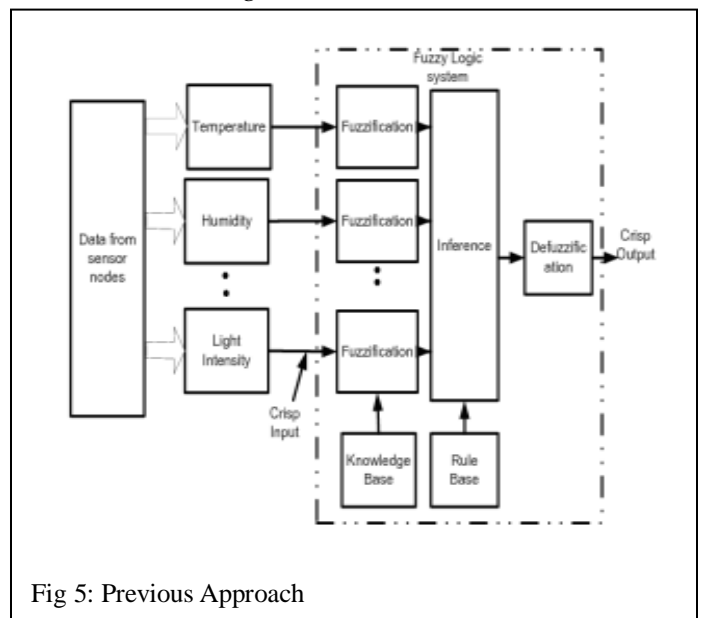 Fuzzy Logic
system
Temperature
Fuzzification
Humidity
Fuzzification
Data from
sensor
nodes
Inference
Defuzzific
ation
Crisp
Output
Light
Intensity
Fuzzification
Crisp
Input
Knowledge
Base
Rule
Base
Fig 5: Previous Approach